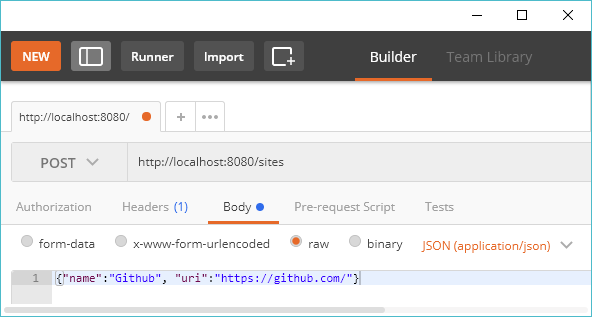 NEW Runner Import Builder Team Library
http://localhost:8080/ + •••
POST http://localhost:8080/sites
Authorization Headers (1) Body Pre-request Script Tests
form-data x-www-form-urlencoded raw binary JSON (application/json)
1 {"name":"Github", "uri":"https://github.com/"}